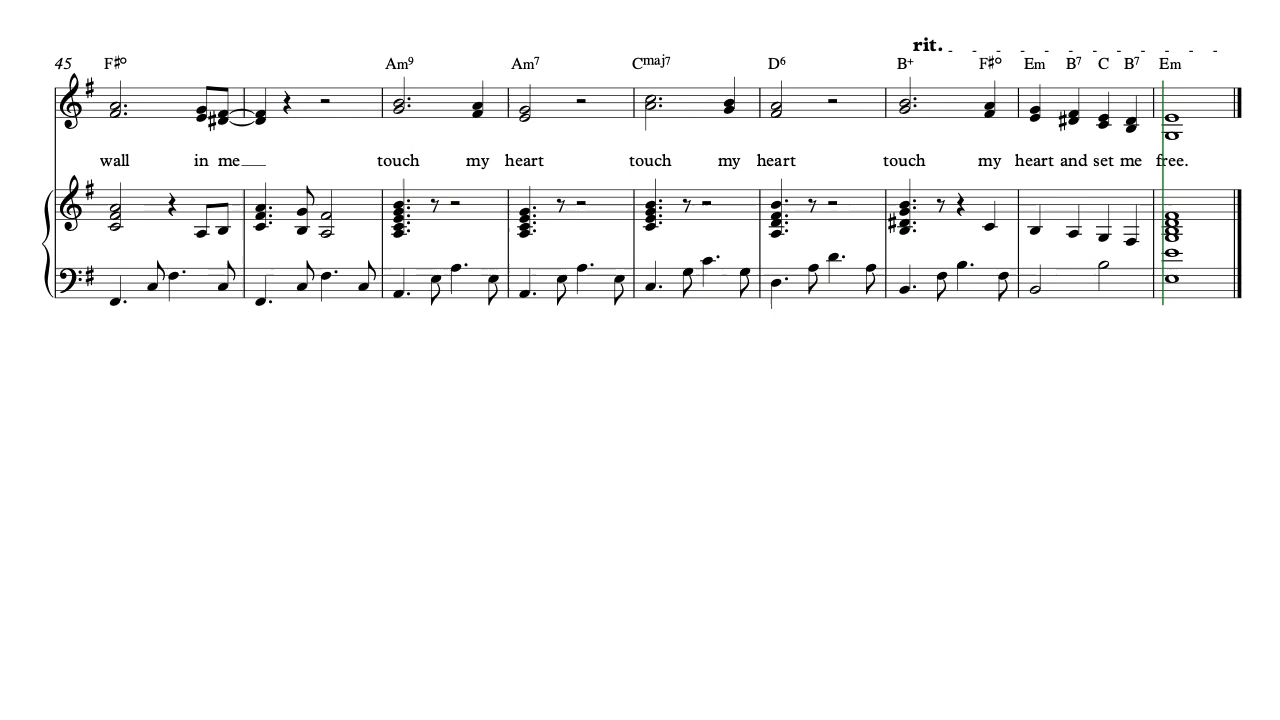 rit.
45 F♯° Am⁹ Am⁷ Cmaj⁷ D⁶ B⁺ F♯° Em B⁷ C B⁷ Em
wall in me touch my heart touch my heart touch my heart and set me free.